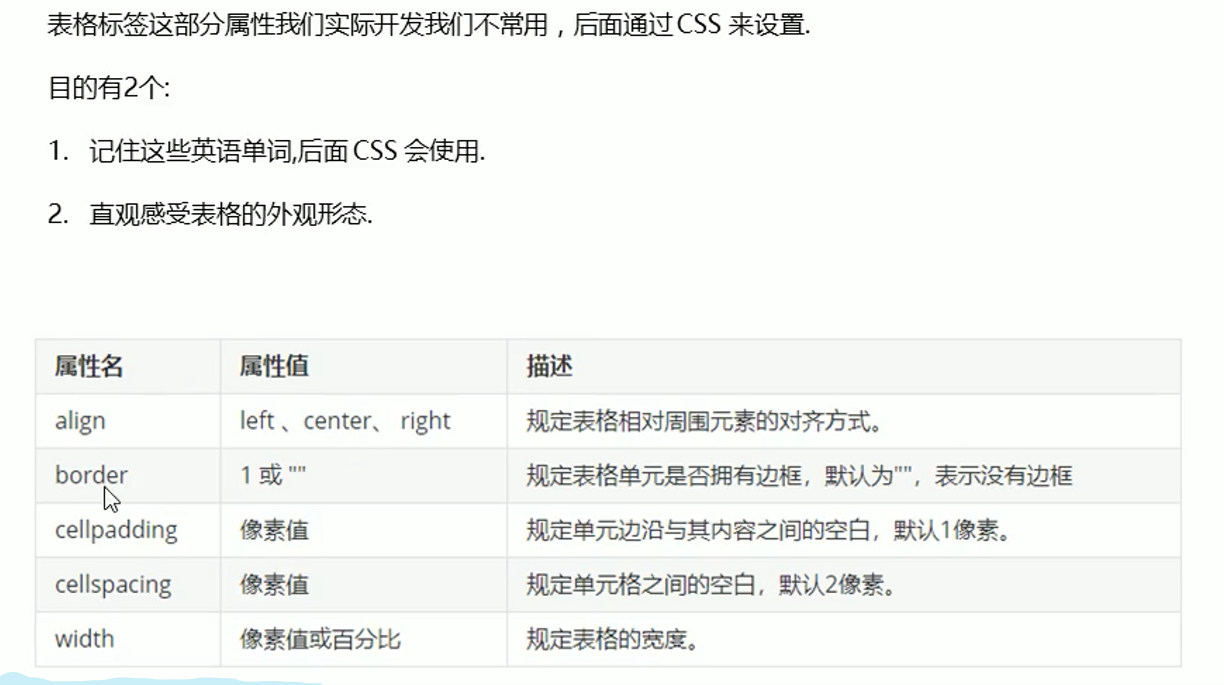 表格标签这部分属性我们实际开发我们不常用，后面通过CSS 来设置.
目的有2个:
1. 记住这些英语单词,后面 CSS 会使用.
2. 直观感受表格的外观形态.
属性名 属性值 描述
align left 、center、 right 规定表格相对周围元素的对齐方式。
border 1 或 "" 规定表格单元是否拥有边框，默认为""，表示没有边框
cellpadding 像素值 规定单元边沿与其内容之间的空白，默认1像素。
cellspacing 像素值 规定单元格之间的空白，默认2像素。
width 像素值或百分比 规定表格的宽度。